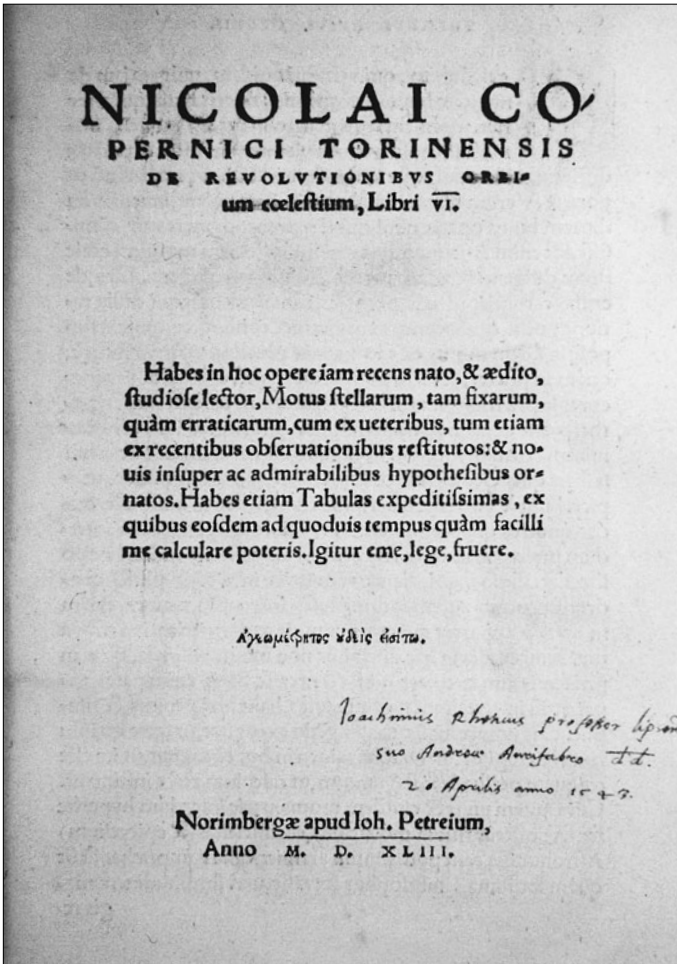 NICOLAI CO⸗
PERNICI TORINENSIS
DE REVOLVTIONIBVS ORBI⸗
um cœleſtium, Libri VI.
Habes in hoc opere iam recens nato, & ædito,
ſtudioſe lector, Motus ſtellarum, tam fixarum,
quàm erraticarum, cum ex ueteribus, tum etiam
ex recentibus obſeruationibus reſtitutos: & no⸗
uis inſuper ac admirabilibus hypotheſibus or⸗
natos. Habes etiam Tabulas expeditiſsimas, ex
quibus eoſdem ad quoduis tempus quàm facilli
me calculare poteris. Igitur eme, lege, fruere.
Ἀγεωμέτρητος οὐδεὶς εἰσίτω.
Ioachimus Rheticus professor
suo Andreae Aurifabro dd.
20 Aprilis anno 1543.
Norimbergæ apud Ioh. Petreium,
Anno M. D. XLIII.